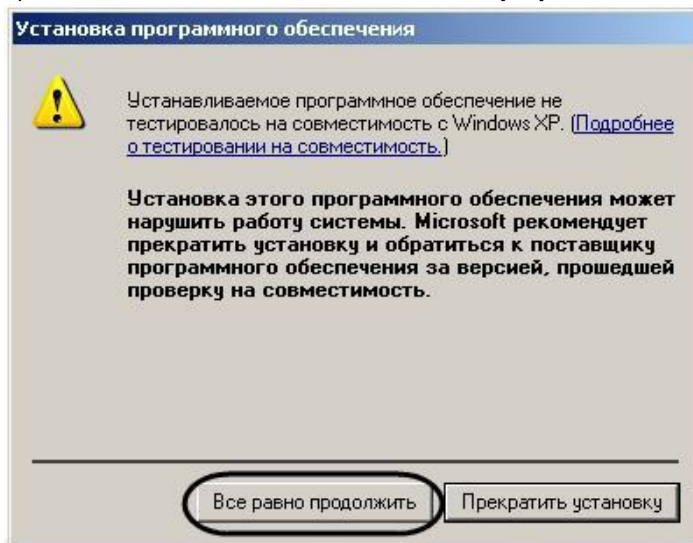 Установка программного обеспечения
Устанавливаемое программное обеспечение не
тестировалось на совместимость с Windows XP. (Подробнее
о тестировании на совместимость.)
Установка этого программного обеспечения может
нарушить работу системы. Microsoft рекомендует
прекратить установку и обратиться к поставщику
программного обеспечения за версией, прошедшей
проверку на совместимость.
Все равно продолжить
Прекратить установку